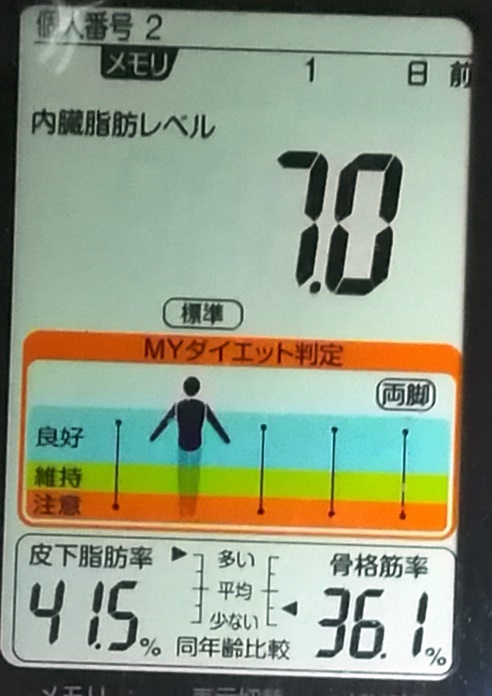 個人番号 2
メモリ 1 日 前
内臓脂肪レベル
7.0
標準
MYダイエット判定
両脚
良好
維持
注意
皮下脂肪率 ▶ 多い 骨格筋率
平均
少ない ◀
41.5% 同年齢比較 36.1%
メモリ